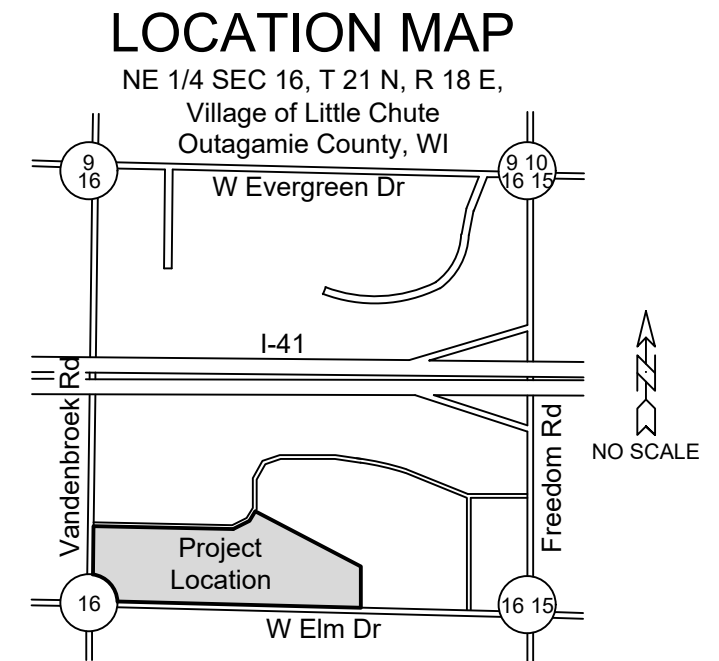 LOCATION MAP
NE 1/4 SEC 16, T 21 N, R 18 E,
Village of Little Chute
Outagamie County, WI
9
16
9 10
16 15
W Evergreen Dr
I-41
Vandenbroek Rd
Freedom Rd
N
NO SCALE
Project
Location
16
16 15
W Elm Dr